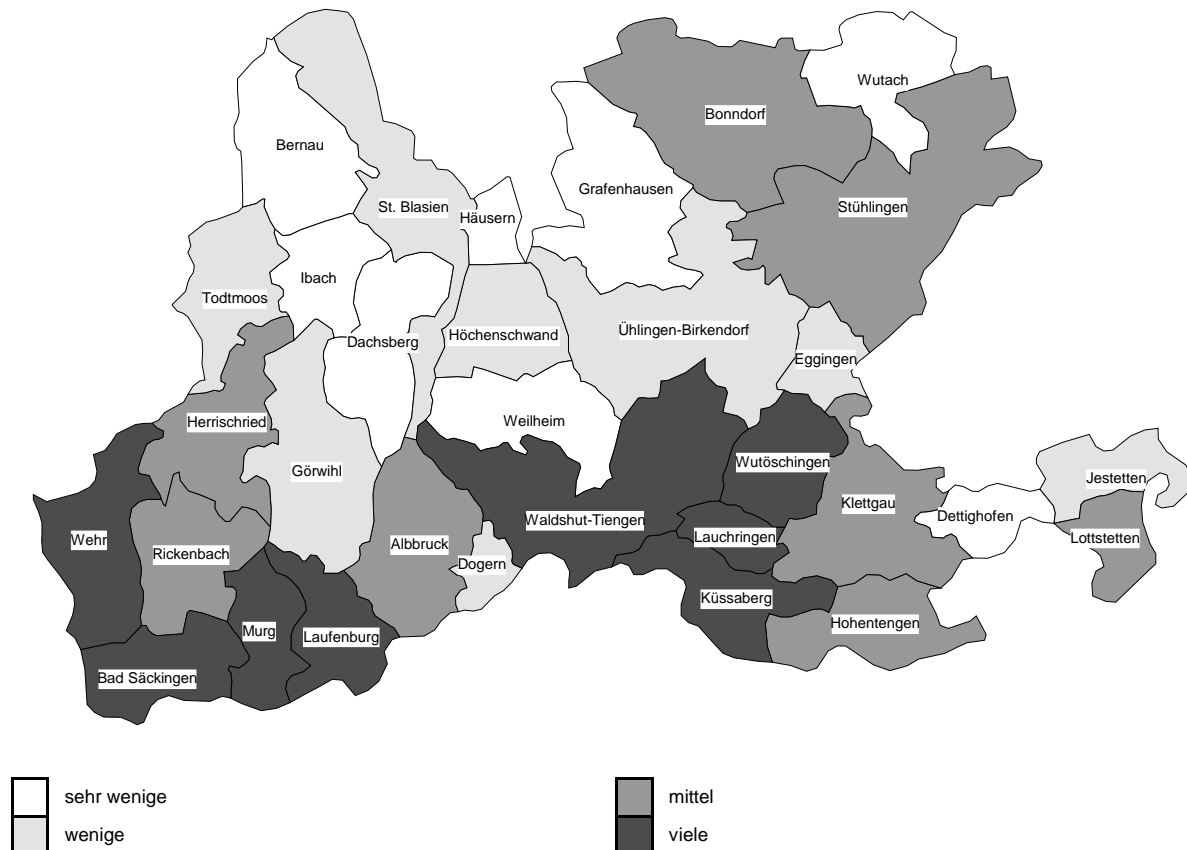 Wutach
Bonndorf
Bernau
Grafenhausen
St. Blasien
Häusern
Stühlingen
Ibach
Todtmoos
Ühlingen-Birkendorf
Höchenschwand
Dachsberg
Eggingen
Herrischried
Weilheim
Görwihl
Wutöschingen
Jestetten
Klettgau
Dettighofen
Waldshut-Tiengen
Lauchringen
Lottstetten
Wehr
Rickenbach
Albbruck
Dogern
Küssaberg
Hohentengen
Murg
Laufenburg
Bad Säckingen
sehr wenige
wenige
mittel
viele